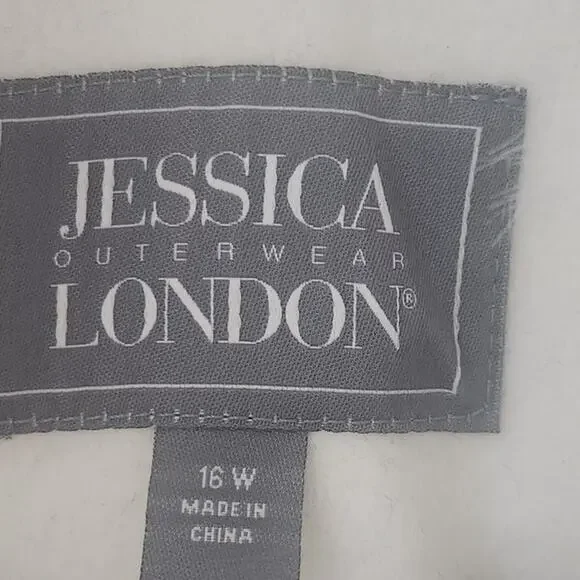 JESSICA
OUTERWEAR
LONDON®
16 W
MADE IN
CHINA